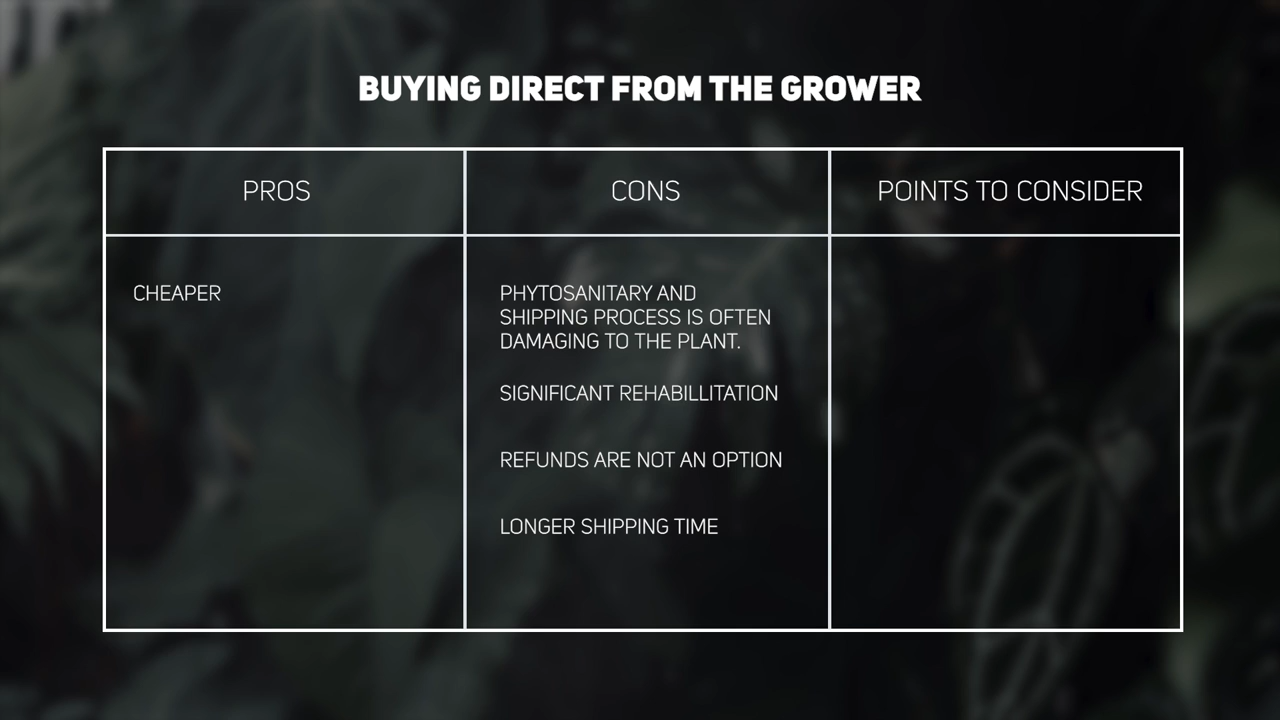 BUYING DIRECT FROM THE GROWER
PROS
CONS
POINTS TO CONSIDER
CHEAPER
PHYTOSANITARY AND
SHIPPING PROCESS IS OFTEN
DAMAGING TO THE PLANT.
SIGNIFICANT REHABILLITATION
REFUNDS ARE NOT AN OPTION
LONGER SHIPPING TIME